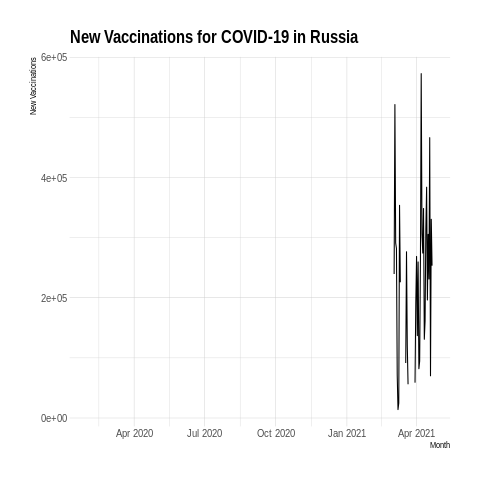 New Vaccinations for COVID-19 in Russia
New Vaccinations
6e+05
4e+05
2e+05
0e+00
Apr 2020 Jul 2020 Oct 2020 Jan 2021 Apr 2021
Month